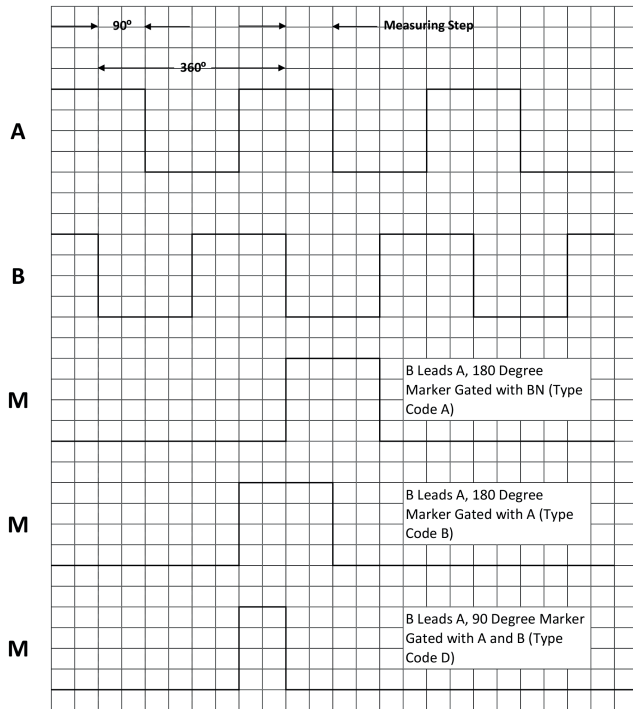 90º
Measuring Step
360º
A
B
M
B Leads A, 180 Degree
Marker Gated with BN (Type
Code A)
M
B Leads A, 180 Degree
Marker Gated with A (Type
Code B)
M
B Leads A, 90 Degree Marker
Gated with A and B (Type
Code D)